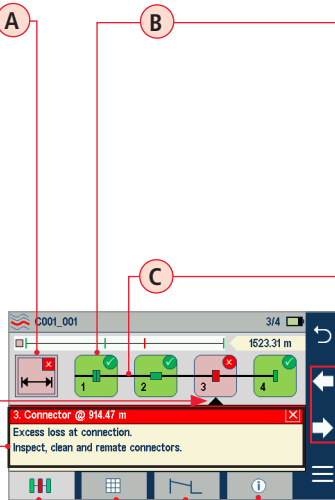 A
B
C
C001_001
3/4
1523.31 m
1
2
3
4
3. Connector @ 914.47 m
Excess loss at connection.
Inspect, clean and remate connectors.